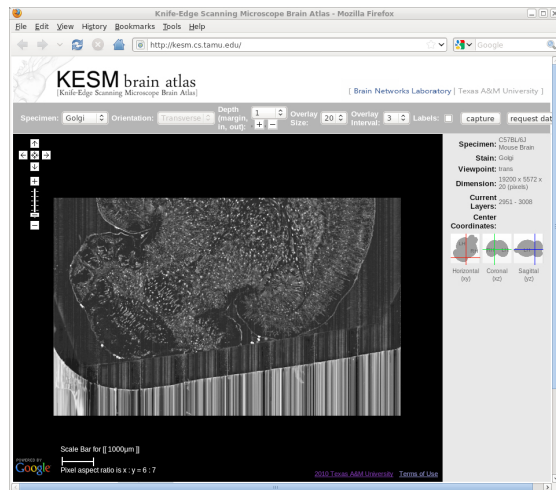 Knife-Edge Scanning Microscope Brain Atlas - Mozilla Firefox
File Edit View History Bookmarks Tools Help
http://kesm.cs.tamu.edu/
Google
KESM brain atlas
[Knife-Edge Scanning Microscope Brain Atlas]
[ Brain Networks Laboratory | Texas A&M University ]
Specimen: Golgi Orientation: Transverse Depth (margin, in, out): 1 + - Overlay Size: 20 Overlay Interval: 3 Labels: capture request dat
Specimen: C57BL/6J Mouse Brain
Stain: Golgi
Viewpoint: trans
Dimension: 19200 x 5572 x 20 (pixels)
Current Layers: 2951 - 3008
Center Coordinates:
Horizontal (xy) Coronal (xz) Sagittal (yz)
Scale Bar for [[ 1000μm ]]
Pixel aspect ratio is x : y = 6 : 7
POWERED BY
Google
2010 Texas A&M University Terms of Use